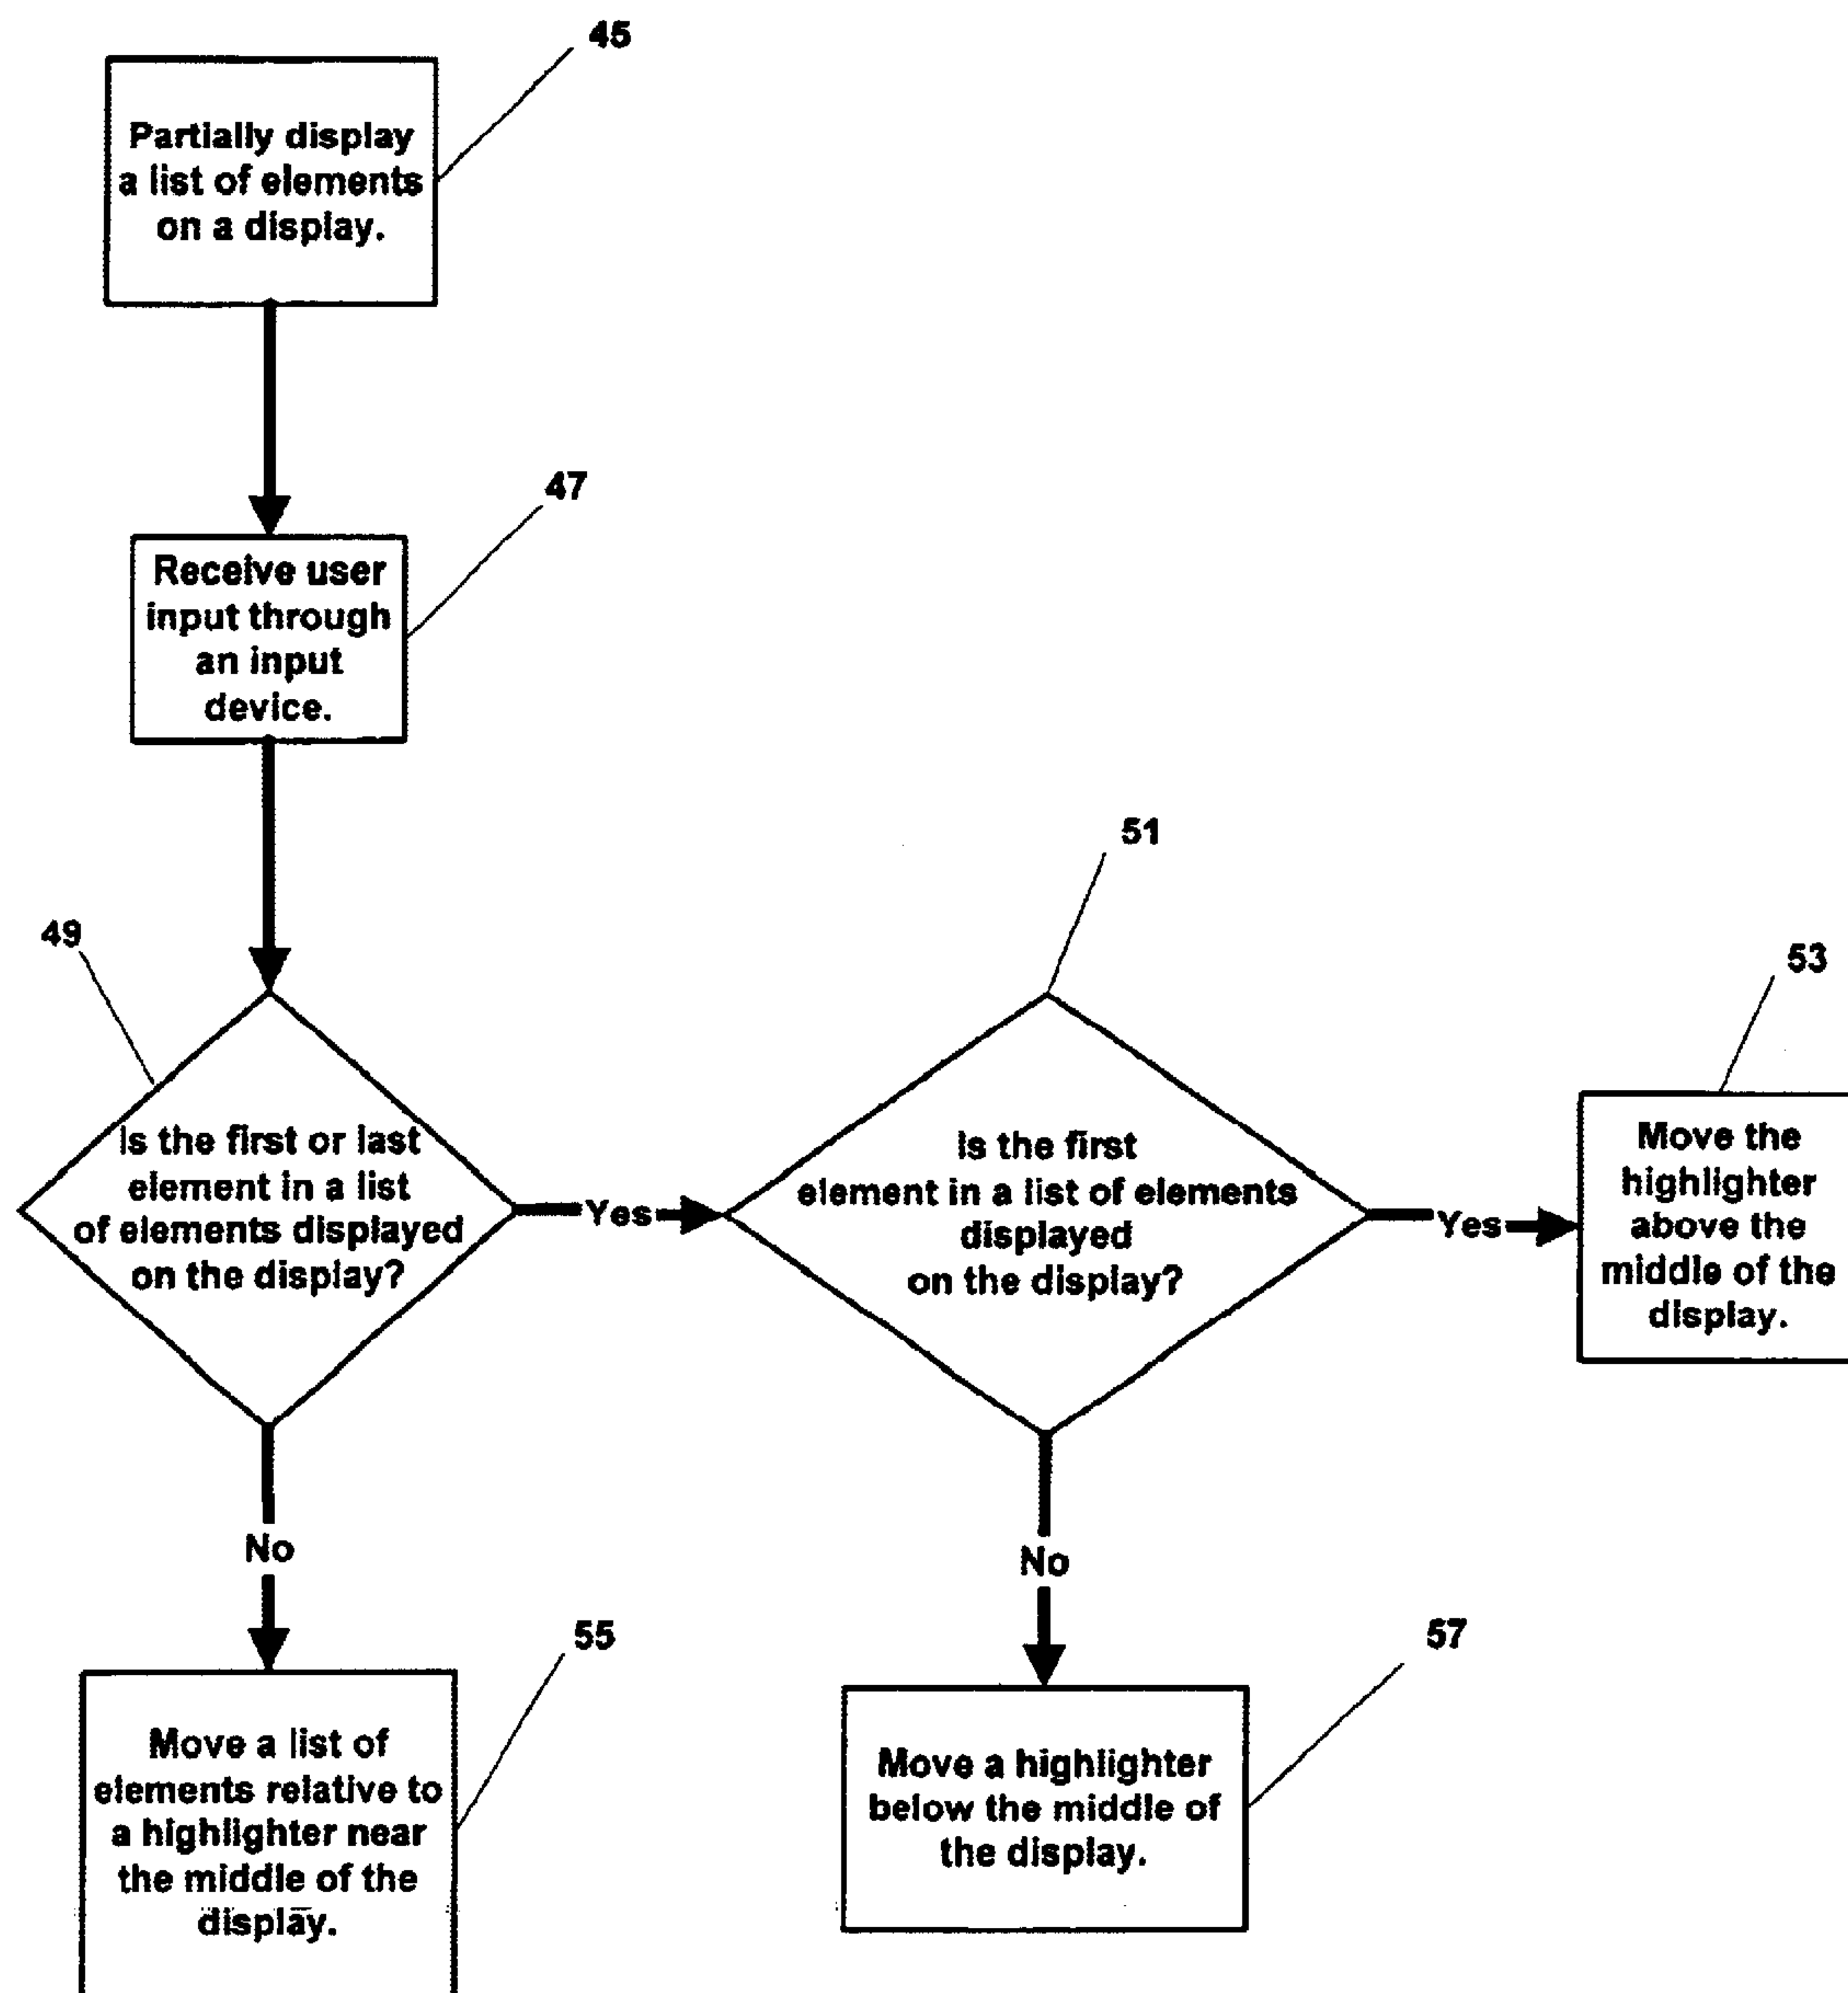 45
Partially display
a list of elements
on a display.
47
Receive user
input through
an input
device.
49
Is the first or last
element in a list
of elements displayed
on the display?
Yes
51
Is the first
element in a list of elements
displayed
on the display?
Yes
53
Move the
highlighter
above the
middle of the
display.
No
55
Move a list of
elements relative to
a highlighter near
the middle of the
display.
No
57
Move a highlighter
below the middle of
the display.